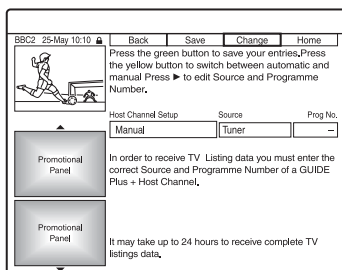 BBC2 25-May 10:10 Back Save Change Home
Press the green button to save your entries.Press
the yellow button to switch between automatic and
manual Press ► to edit Source and Programme
Number.
Host Channel Setup Source Prog No.
Manual Tuner –
Promotional
Panel
In order to receive TV Listing data you must enter the
correct Source and Programme Number of a GUIDE
Plus + Host Channel.
Promotional
Panel
It may take up to 24 hours to receive complete TV
listings data.